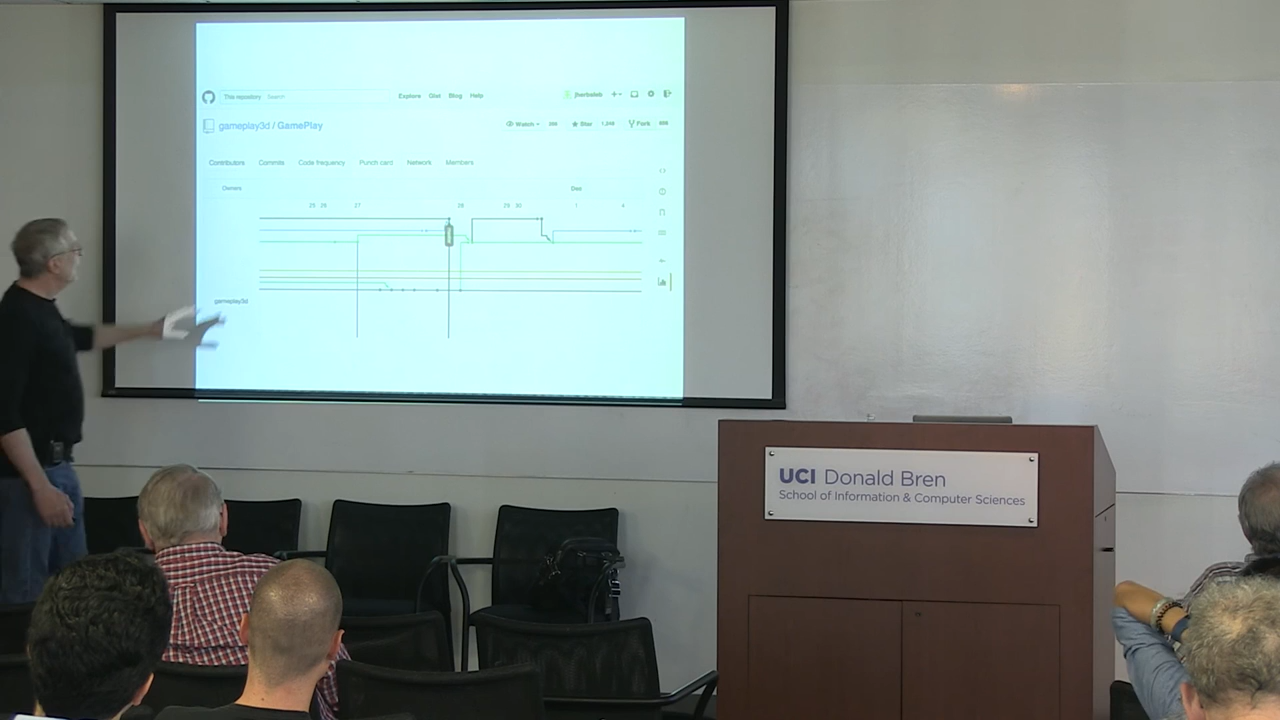 This repository Search Explore Gist Blog Help jherbsleb
gameplay3d / GamePlay Watch Star Fork
Contributors Commits Code frequency Punch card Network Members
Owners Dec
25 26 27 28 29 30 1 4
gameplay3d
UCI Donald Bren
School of Information & Computer Sciences